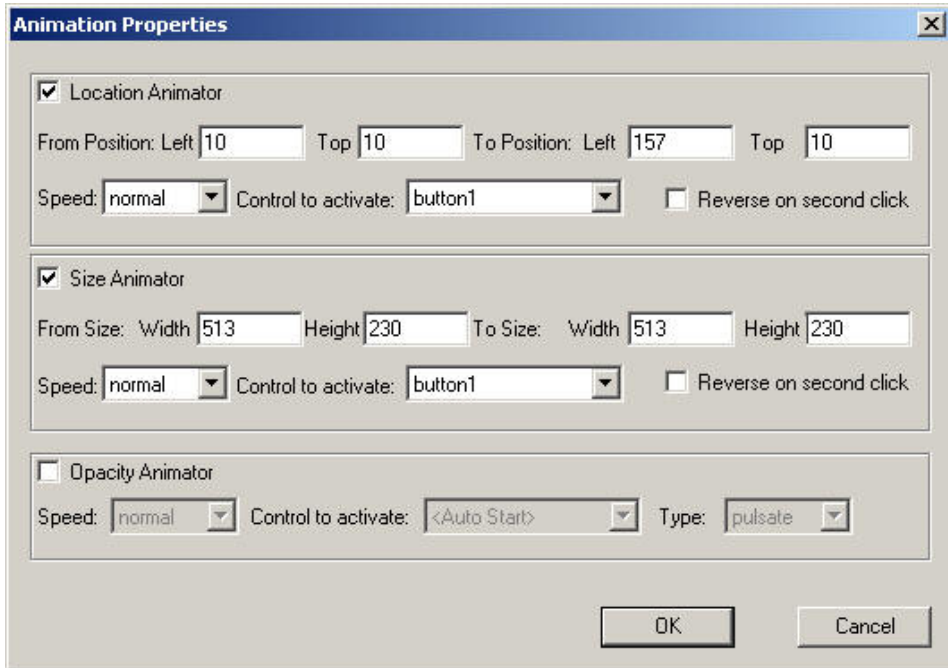 Animation Properties
Location Animator
From Position: Left 10 Top 10 To Position: Left 157 Top 10
Speed: normal Control to activate: button1 Reverse on second click
Size Animator
From Size: Width 513 Height 230 To Size: Width 513 Height 230
Speed: normal Control to activate: button1 Reverse on second click
Opacity Animator
Speed: normal Control to activate: <Auto Start> Type: pulsate
OK Cancel